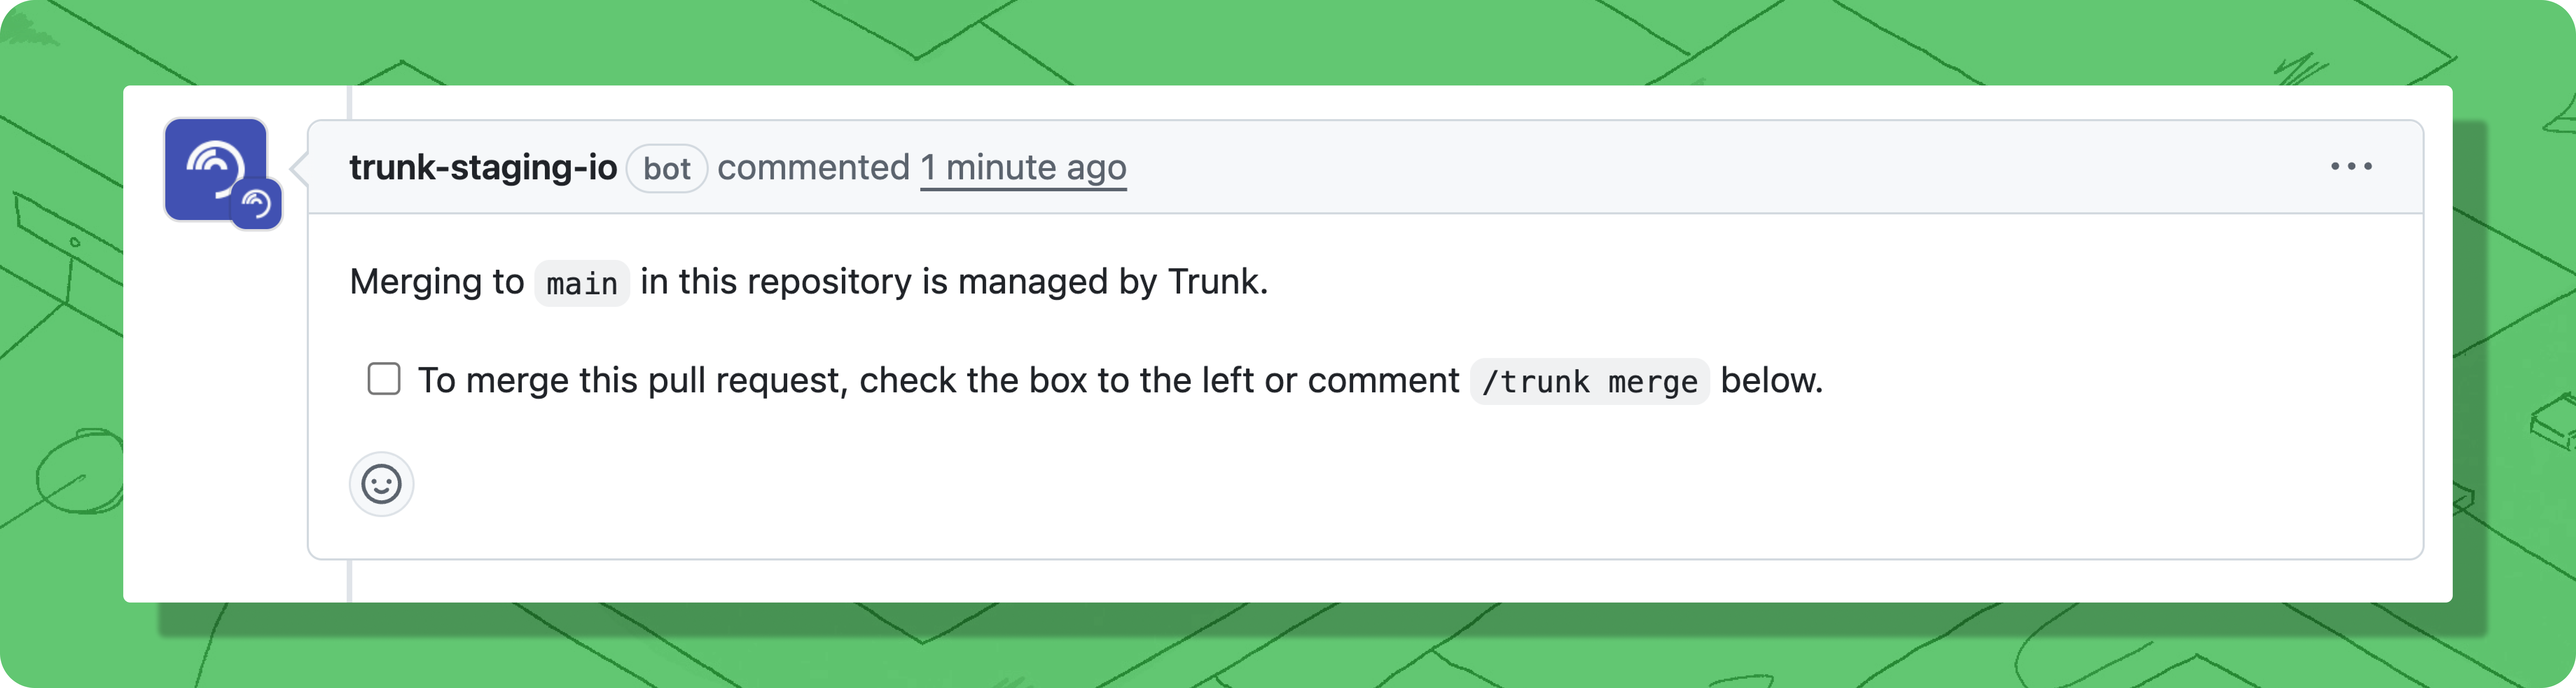 trunk-staging-io bot commented 1 minute ago
Merging to main in this repository is managed by Trunk.
To merge this pull request, check the box to the left or comment /trunk merge below.